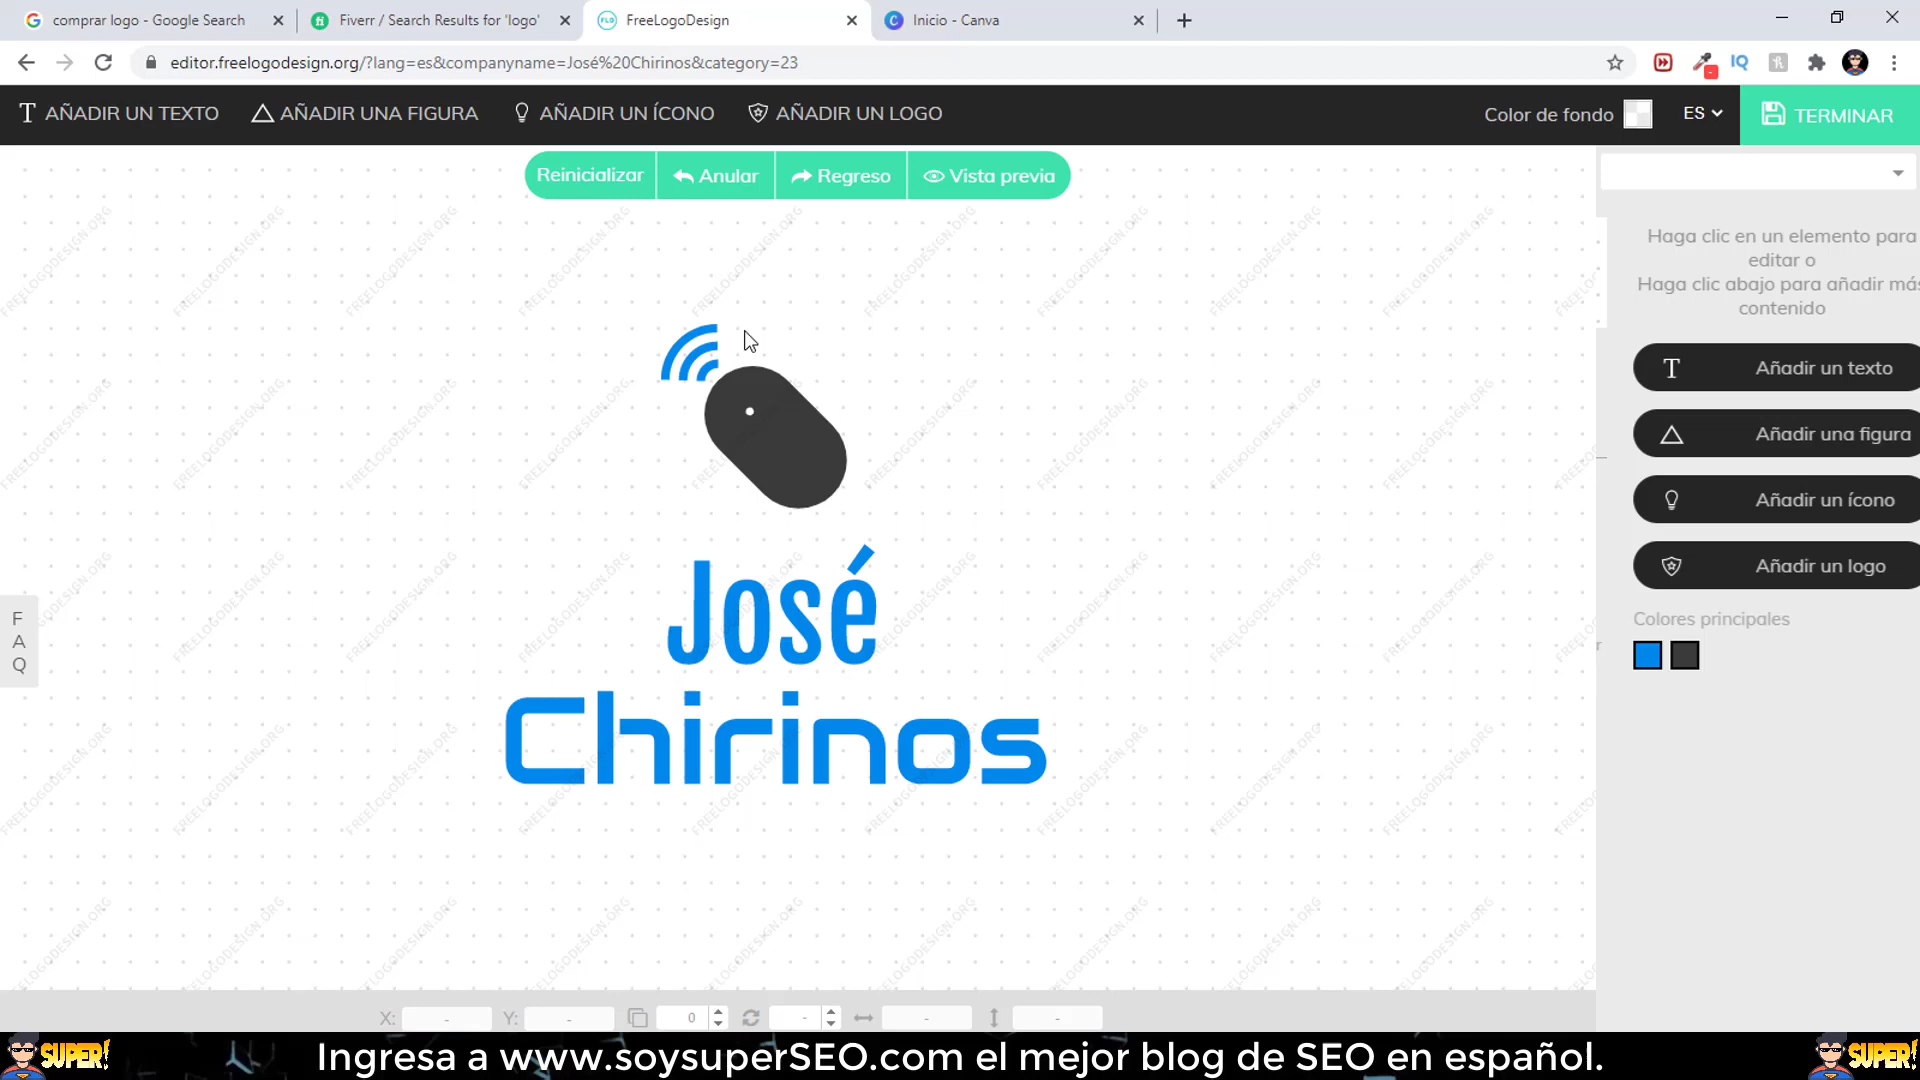 comprar logo - Google Search
Fiverr / Search Results for 'logo'
FreeLogoDesign
Inicio - Canva
editor.freelogodesign.org/?lang=es&companyname=José%20Chirinos&category=23
AÑADIR UN TEXTO
AÑADIR UNA FIGURA
AÑADIR UN ÍCONO
AÑADIR UN LOGO
Color de fondo
ES
TERMINAR
Reinicializar
Anular
Regreso
Vista previa
FREELOGODESIGN.ORG
José
Chirinos
F
A
Q
Haga clic en un elemento para
editar o
Haga clic abajo para añadir más
contenido
Añadir un texto
Añadir una figura
Añadir un ícono
Añadir un logo
Colores principales
X: -
Y: -
0
-
-
-
SUPER!
Ingresa a www.soysuperSEO.com el mejor blog de SEO en español.
SUPER!